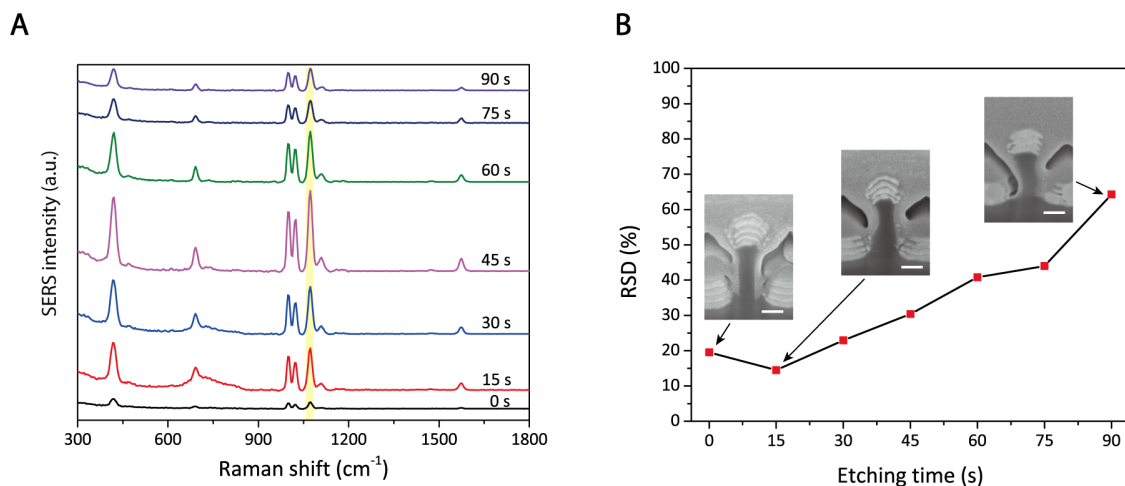 A
SERS intensity (a.u.)
90 s
75 s
60 s
45 s
30 s
15 s
0 s
300 600 900 1200 1500 1800
Raman shift (cm⁻¹)
B
RSD (%)
100
90
80
70
60
50
40
30
20
10
0
0 15 30 45 60 75 90
Etching time (s)